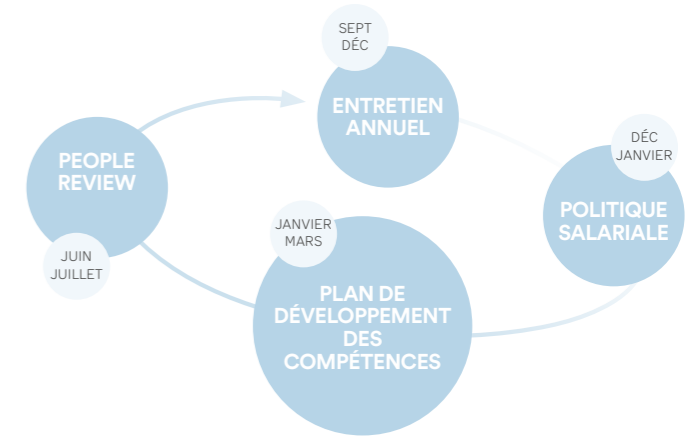 SEPT
DÉC
ENTRETIEN
ANNUEL
DÉC
JANVIER
POLITIQUE
SALARIALE
JANVIER
MARS
PLAN DE
DÉVELOPPEMENT
DES
COMPÉTENCES
PEOPLE
REVIEW
JUIN
JUILLET